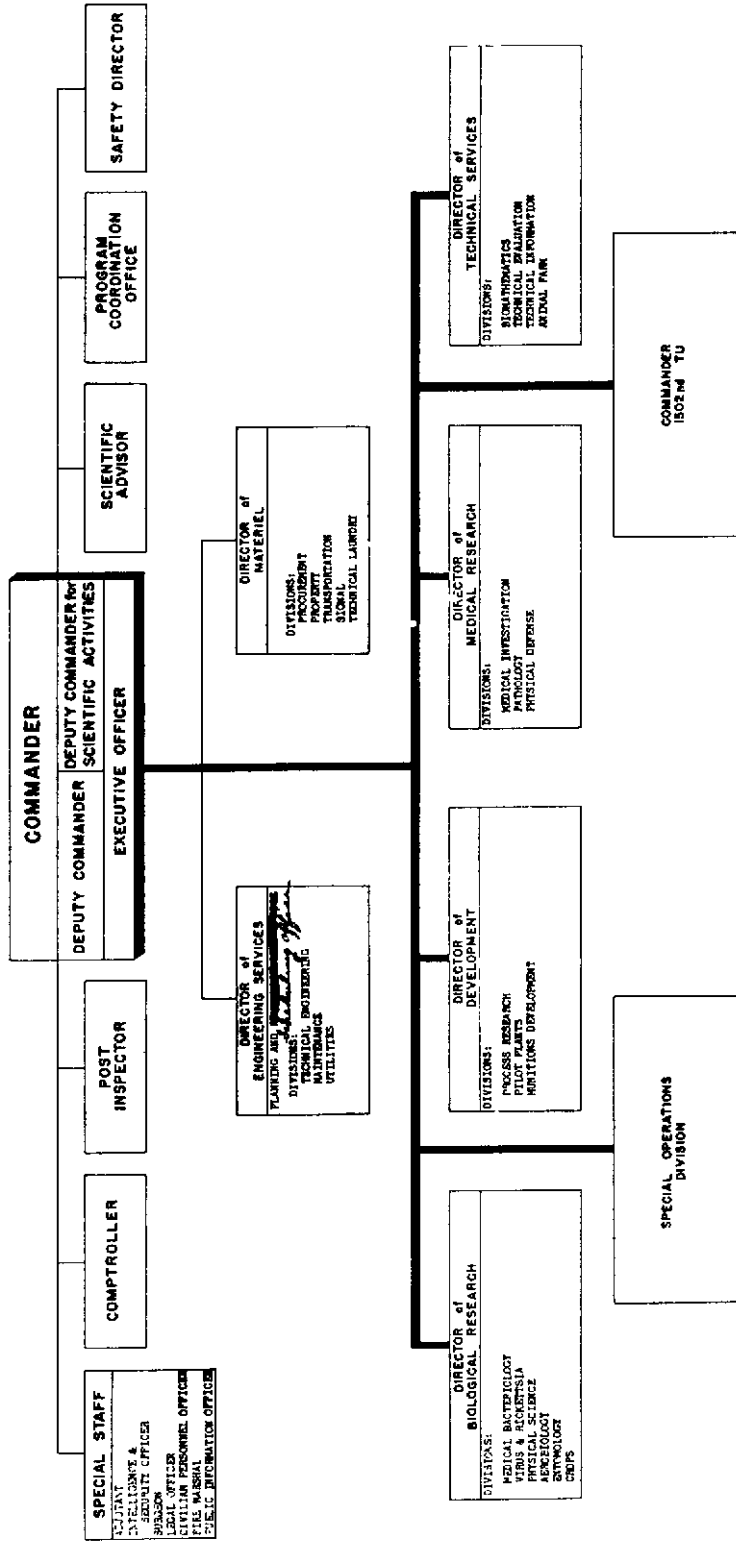 COMMANDER
DEPUTY COMMANDER
DEPUTY COMMANDER for
SCIENTIFIC ACTIVITIES
EXECUTIVE OFFICER
SPECIAL STAFF
ADJUTANT
INTELLIGENCE &
SECURITY OFFICER
SURGEON
LEGAL OFFICER
CIVILIAN PERSONNEL OFFICER
FIRE MARSHAL
PUBLIC INFORMATION OFFICER
COMPTROLLER
POST
INSPECTOR
SCIENTIFIC
ADVISOR
PROGRAM
COORDINATION
OFFICE
SAFETY DIRECTOR
DIRECTOR of
ENGINEERING SERVICES
PLANNING AND
Scheduling Officer
DIVISIONS:
TECHNICAL ENGINEERING
MAINTENANCE
UTILITIES
DIRECTOR of
MATERIEL
DIVISIONS:
PROCUREMENT
PROPERTY
TRANSPORTATION
SIGNAL
TECHNICAL LAUNDRY
DIRECTOR of
BIOLOGICAL RESEARCH
DIVISIONS:
MEDICAL BACTERIOLOGY
VIRUS & RICKETTSIA
PHYSICAL SCIENCE
AEROBIOLOGY
ENTOMOLOGY
CROPS
DIRECTOR of
DEVELOPMENT
DIVISIONS:
PROCESS RESEARCH
PILOT PLANTS
MUNITIONS DEVELOPMENT
DIRECTOR of
MEDICAL RESEARCH
DIVISIONS:
MEDICAL INVESTIGATION
PATHOLOGY
PHYSICAL DEFENSE
DIRECTOR of
TECHNICAL SERVICES
DIVISIONS:
BIOMATHEMATICS
TECHNICAL EVALUATION
TECHNICAL INFORMATION
ANIMAL FARM
SPECIAL OPERATIONS
DIVISION
COMMANDER
1502nd TU